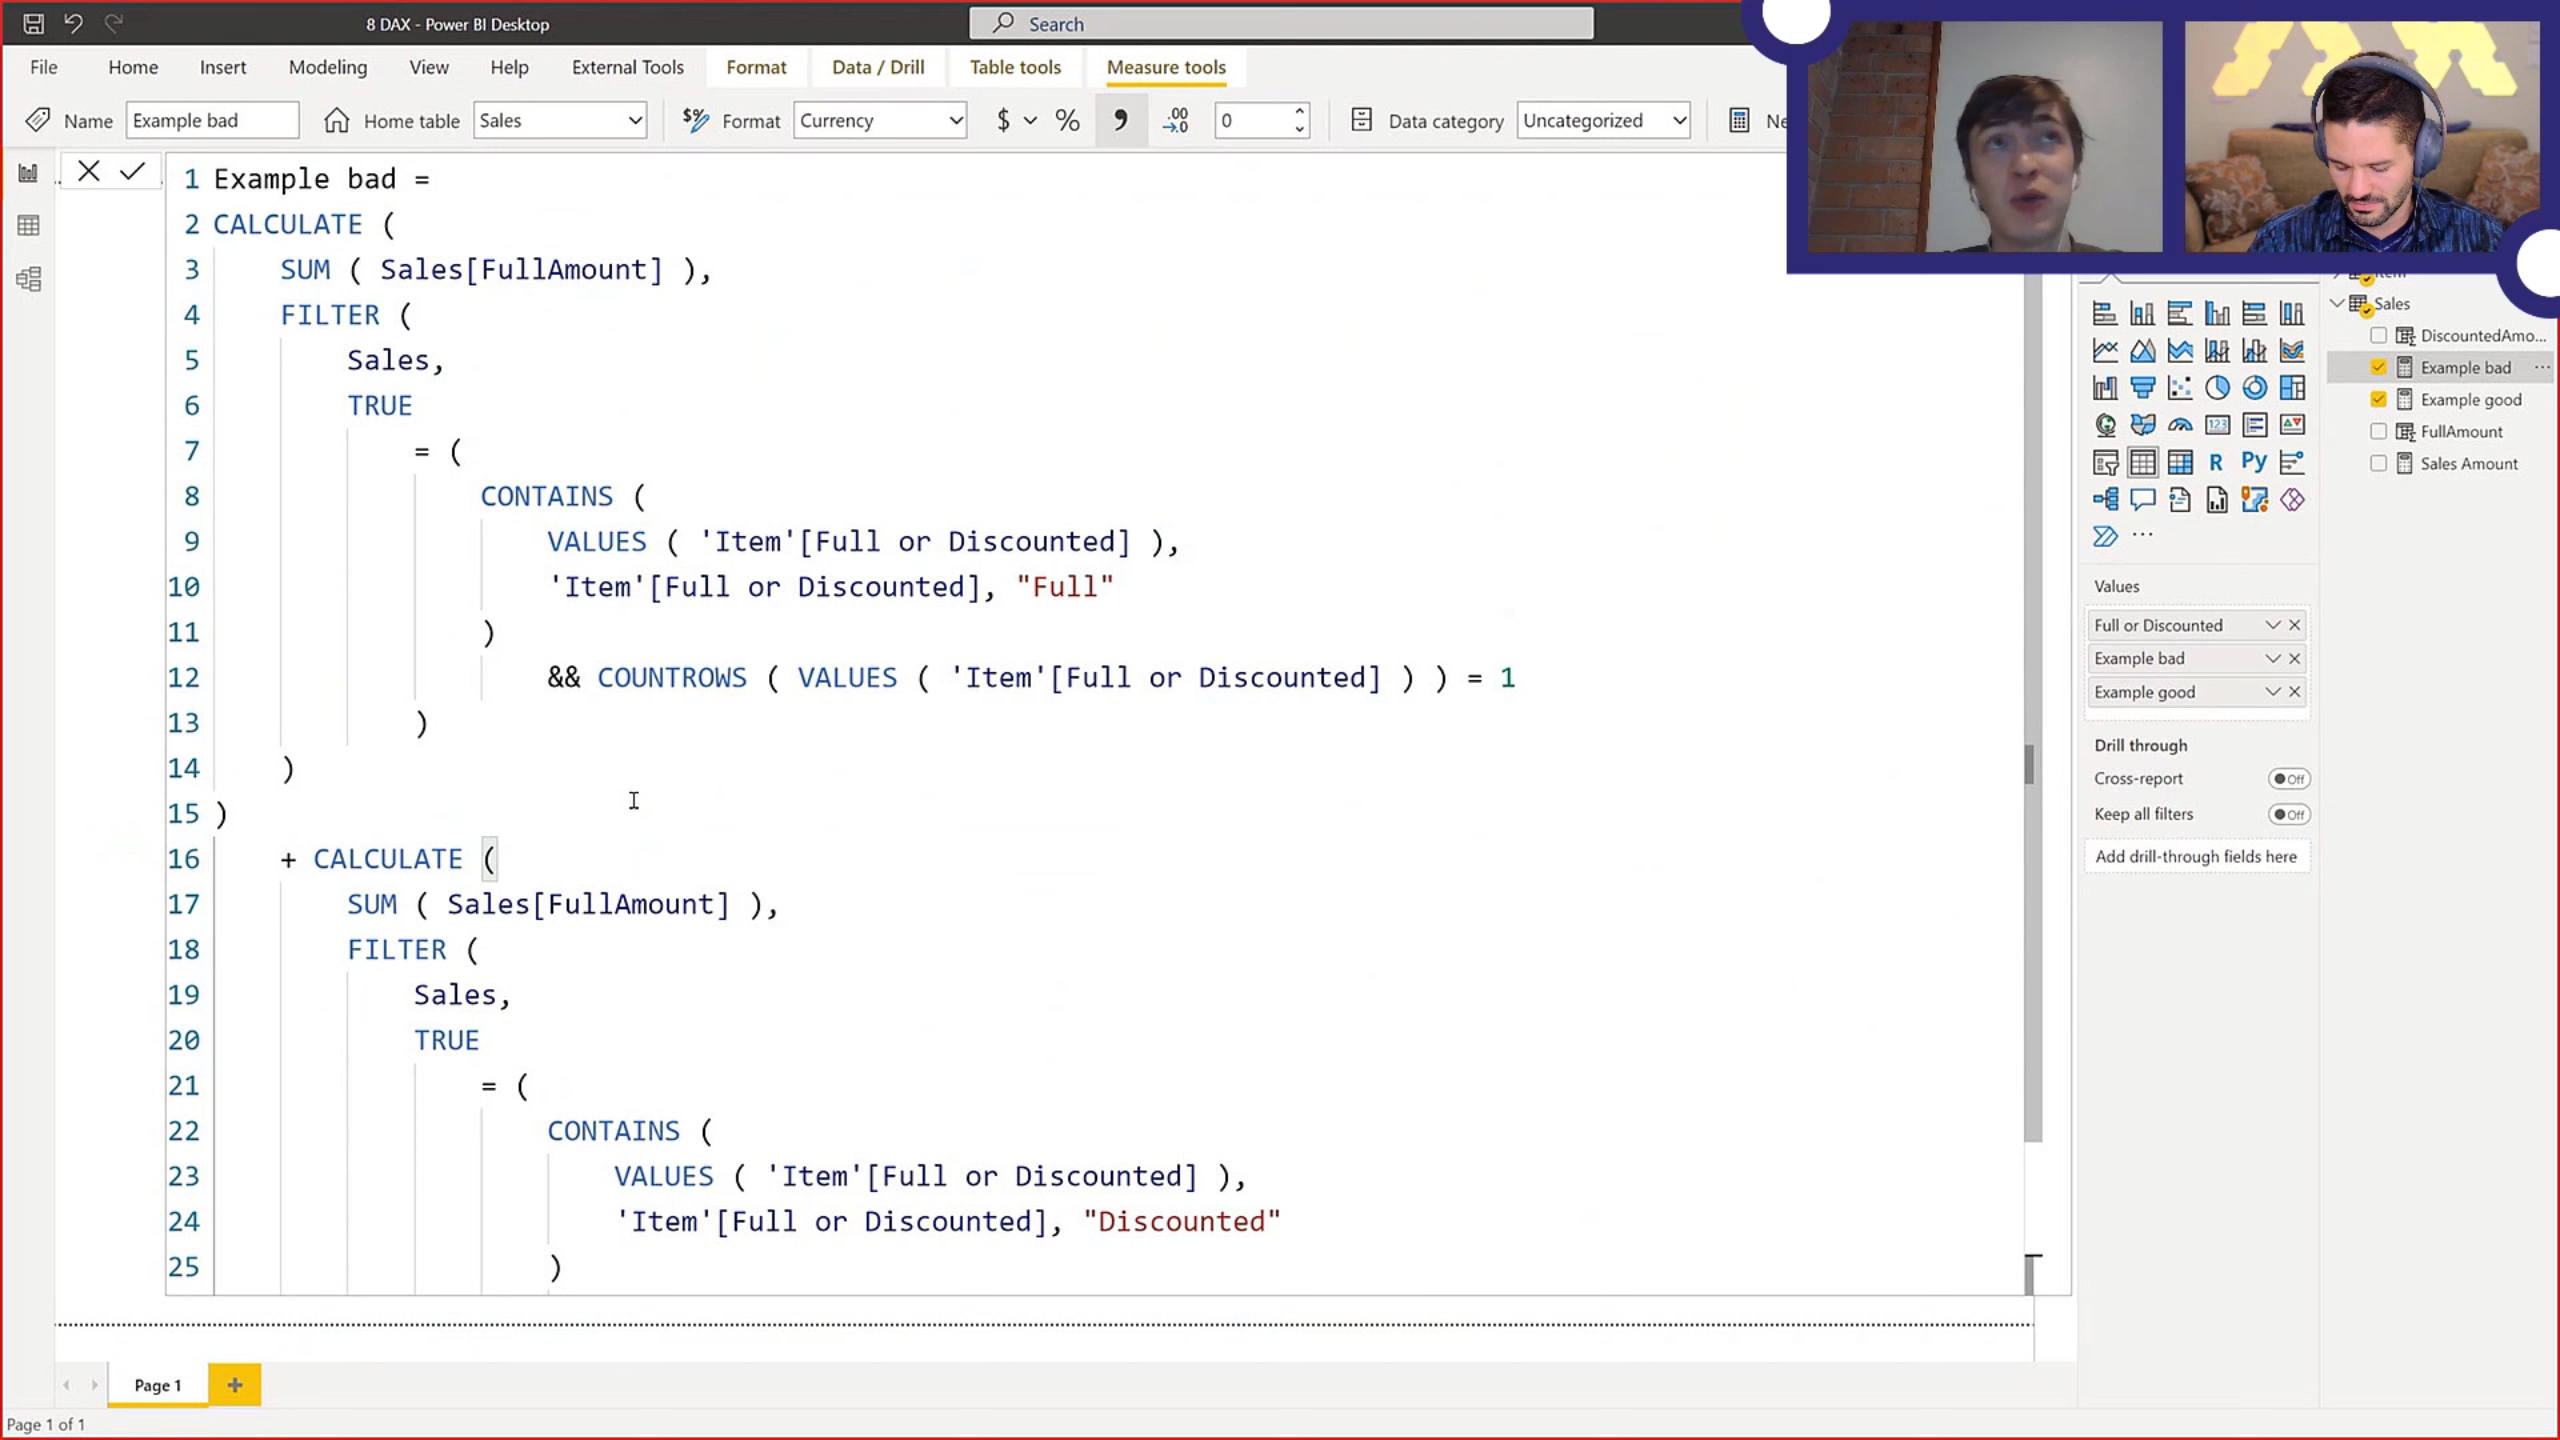 8 DAX - Power BI Desktop
Search
File Home Insert Modeling View Help External Tools Format Data / Drill Table tools Measure tools
Name Example bad Home table Sales Format Currency $ % 9 .00 →.0 0 Data category Uncategorized Ne
1 Example bad =
2 CALCULATE (
3 SUM ( Sales[FullAmount] ),
4 FILTER (
5 Sales,
6 TRUE
7 = (
8 CONTAINS (
9 VALUES ( 'Item'[Full or Discounted] ),
10 'Item'[Full or Discounted], "Full"
11 )
12 && COUNTROWS ( VALUES ( 'Item'[Full or Discounted] ) ) = 1
13 )
14 )
15 )
16 + CALCULATE (
17 SUM ( Sales[FullAmount] ),
18 FILTER (
19 Sales,
20 TRUE
21 = (
22 CONTAINS (
23 VALUES ( 'Item'[Full or Discounted] ),
24 'Item'[Full or Discounted], "Discounted"
25 )
R Py
123
...
Values
Full or Discounted
Example bad
Example good
Drill through
Cross-report Off
Keep all filters Off
Add drill-through fields here
Sales
DiscountedAmo...
Example bad ...
Example good
FullAmount
Sales Amount
Page 1 +
Page 1 of 1